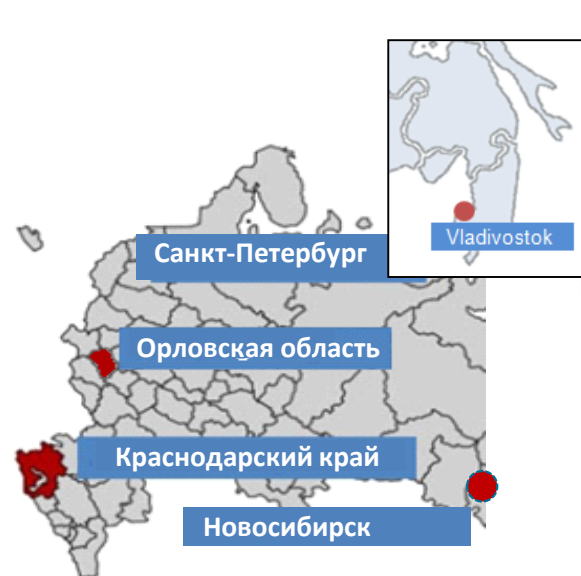 Vladivostok
Санкт-Петербург
Орловская область
Краснодарский край
Новосибирск